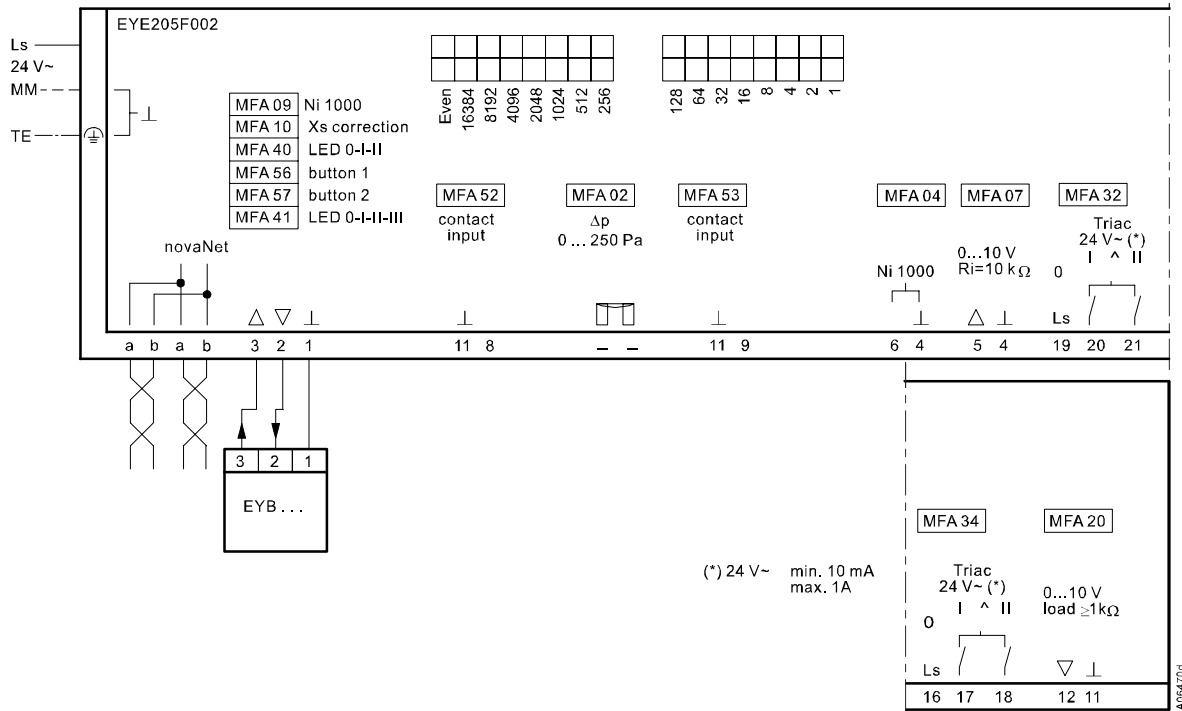 EYE205F002
Ls
24 V~
MM
TE
Even
16384
8192
4096
2048
1024
512
256
128
64
32
16
8
4
2
1
MFA 09 Ni 1000
MFA 10 Xs correction
MFA 40 LED 0-I-II
MFA 56 button 1
MFA 57 button 2
MFA 41 LED 0-I-II-III
MFA 52
contact
input
MFA 02
Δp
0 ... 250 Pa
MFA 53
contact
input
MFA 04
Ni 1000
MFA 07
0...10 V
Ri=10 kΩ
MFA 32
Triac
24 V~ (*)
0 I ^ II
Ls
novaNet
a b a b 3 2 1 11 8 – – 11 9 6 4 5 4 19 20 21
3 2 1
EYB . . .
(*) 24 V~ min. 10 mA
max. 1A
MFA 34
Triac
24 V~ (*)
I ^ II
0
Ls
MFA 20
0...10 V
load ≥1kΩ
16 17 18 12 11
A06470d